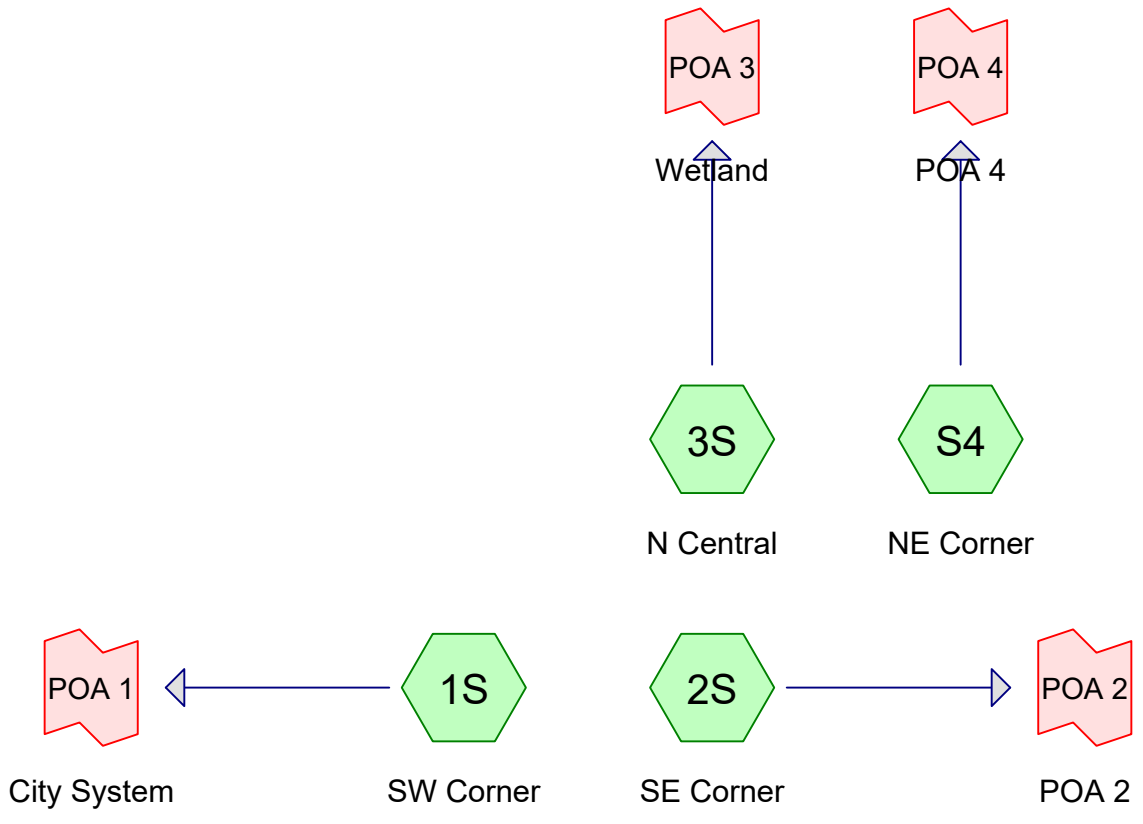 POA 3
POA 4
Wetland
POA 4
3S
S4
N Central
NE Corner
POA 1
1S
2S
POA 2
City System
SW Corner
SE Corner
POA 2